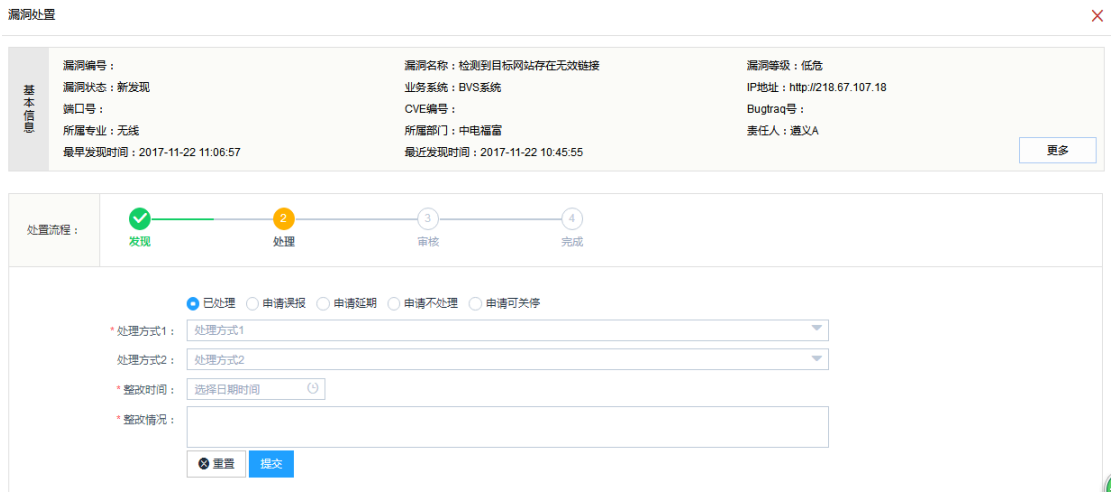 漏洞处置
漏洞编号： 漏洞名称：检测到目标网站存在无效链接 漏洞等级：低危
漏洞状态：新发现 业务系统：BVS系统 IP地址：http://218.67.107.18
基本信息
端口号： CVE编号： Bugtraq号：
所属专业：无线 所属部门：中电福富 责任人：遵义A
最早发现时间：2017-11-22 11:06:57 最近发现时间：2017-11-22 10:45:55 更多
处置流程： 2 3 4
发现 处理 审核 完成
已处理 申请误报 申请延期 申请不处理 申请可关停
*处理方式1： 处理方式1
处理方式2： 处理方式2
*整改时间： 选择日期时间
*整改情况：
重置 提交